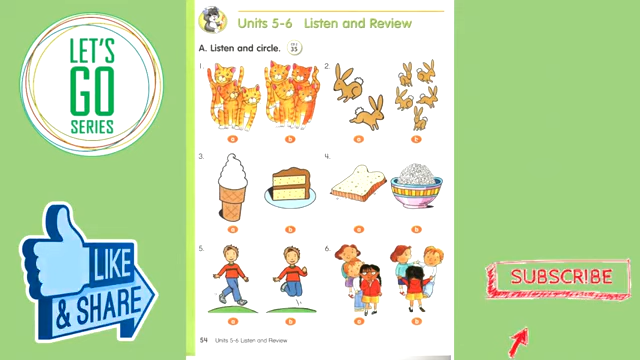 LET'S
GO
SERIES
LIKE
& SHARE
Units 5-6 Listen and Review
A. Listen and circle.
35
1.
2.
a
b
a
b
3.
4.
a
b
a
b
5.
6.
a
b
a
b
54 Units 5-6 Listen and Review
SUBSCRIBE